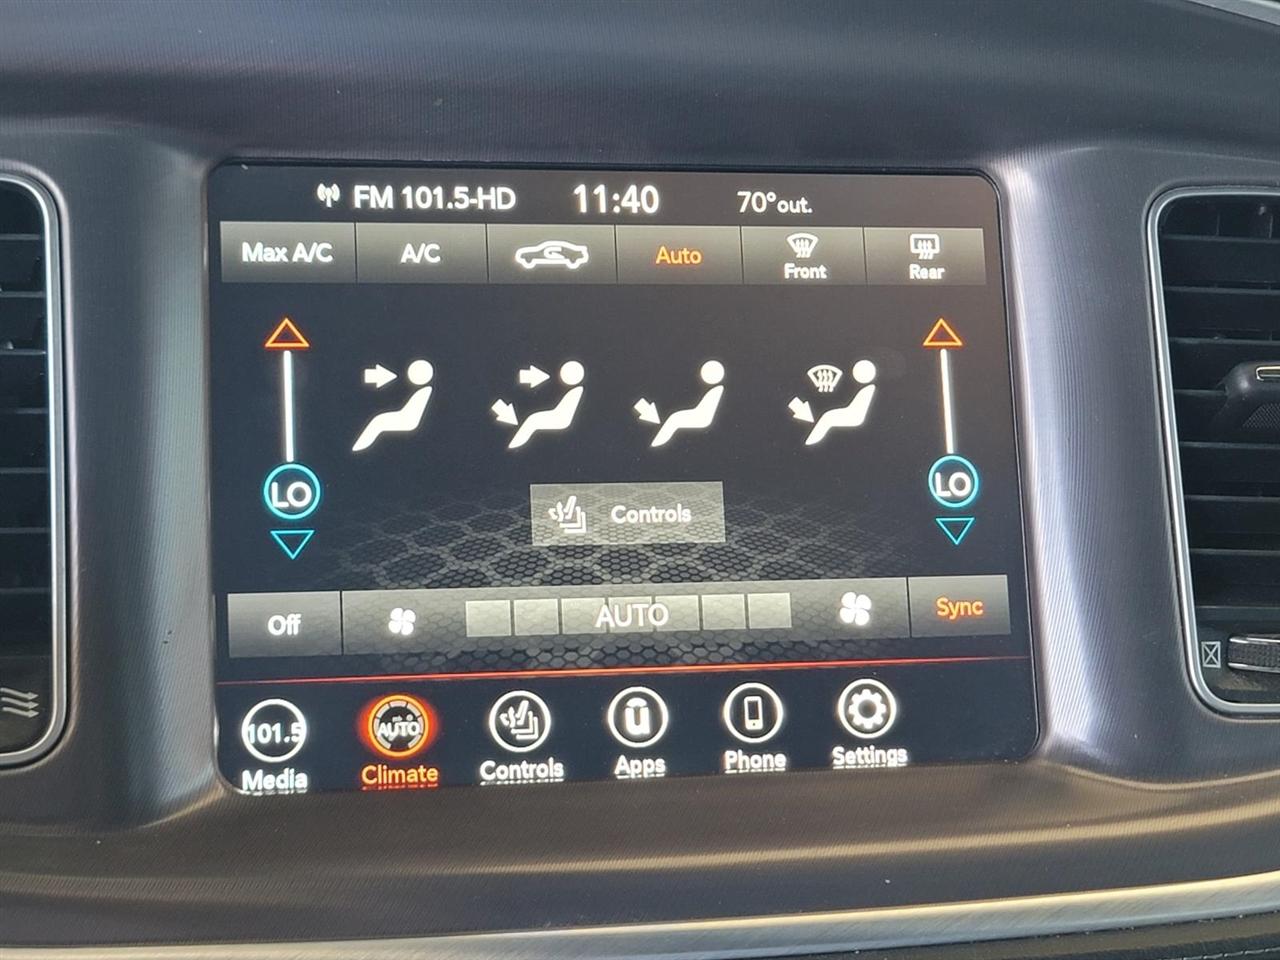 FM 101.5-HD 11:40 70° out.
Max A/C A/C Auto Front Rear
LO LO
Controls
Off AUTO Sync
101.5 AUTO
Media Climate Controls Apps Phone Settings